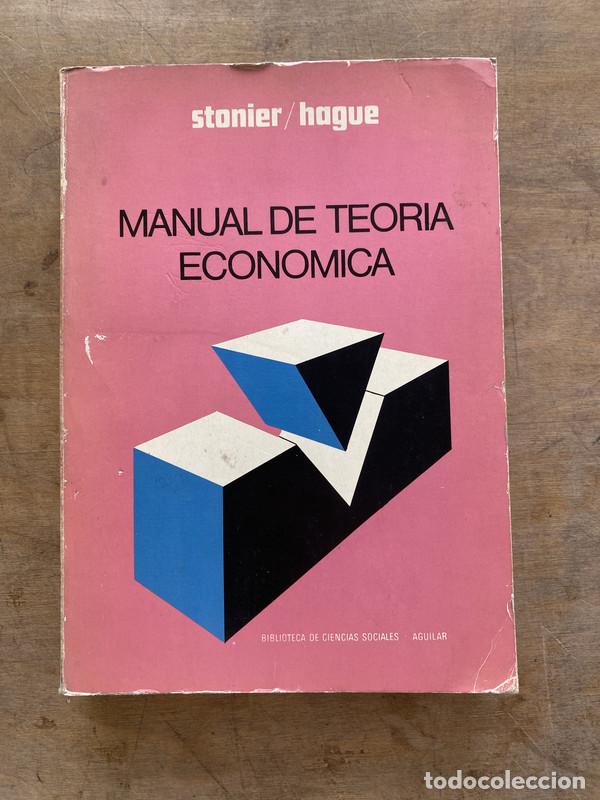 stonier/hague
MANUAL DE TEORIA
ECONOMICA
BIBLIOTECA DE CIENCIAS SOCIALES AGUILAR
todocoleccion